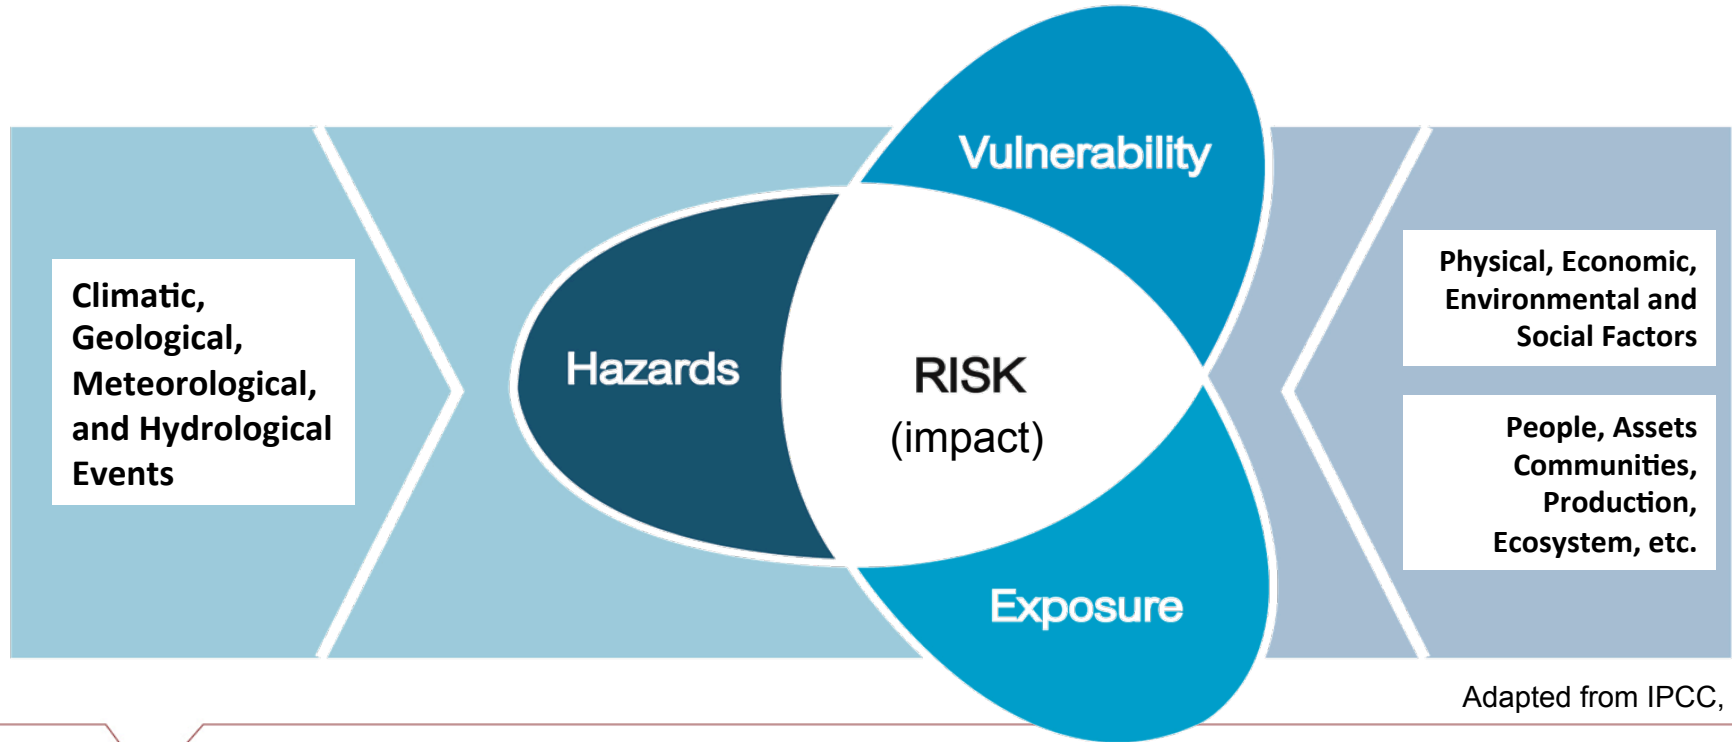 Vulnerability
Climatic,
Geological,
Meteorological,
and Hydrological
Events
Hazards
RISK
(impact)
Physical, Economic,
Environmental and
Social Factors
People, Assets
Communities,
Production,
Ecosystem, etc.
Exposure
Adapted from IPCC,